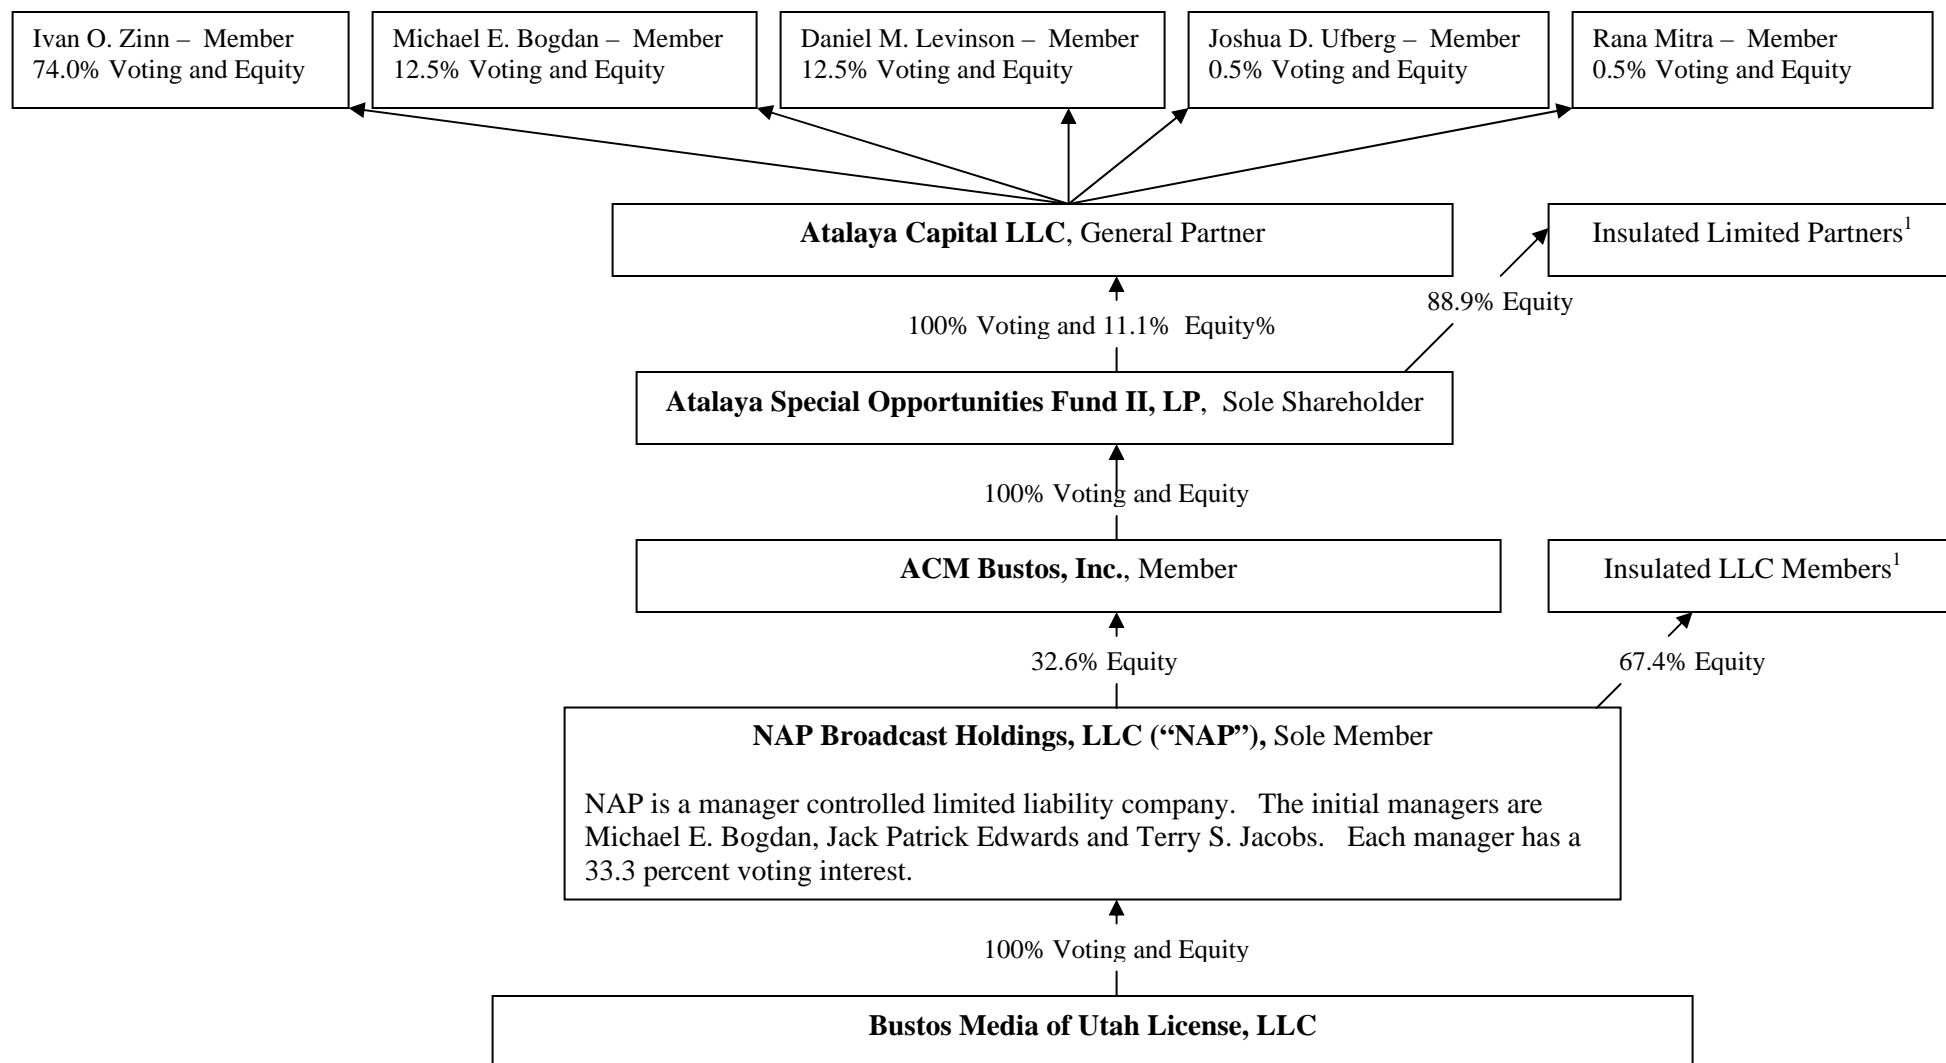 Ivan O. Zinn – Member
74.0% Voting and Equity
Michael E. Bogdan – Member
12.5% Voting and Equity
Daniel M. Levinson – Member
12.5% Voting and Equity
Joshua D. Ufberg – Member
0.5% Voting and Equity
Rana Mitra – Member
0.5% Voting and Equity
Atalaya Capital LLC, General Partner
Insulated Limited Partners1
88.9% Equity
100% Voting and 11.1% Equity%
Atalaya Special Opportunities Fund II, LP, Sole Shareholder
100% Voting and Equity
ACM Bustos, Inc., Member
Insulated LLC Members1
32.6% Equity
67.4% Equity
NAP Broadcast Holdings, LLC (“NAP”), Sole Member
NAP is a manager controlled limited liability company. The initial managers are
Michael E. Bogdan, Jack Patrick Edwards and Terry S. Jacobs. Each manager has a
33.3 percent voting interest.
100% Voting and Equity
Bustos Media of Utah License, LLC